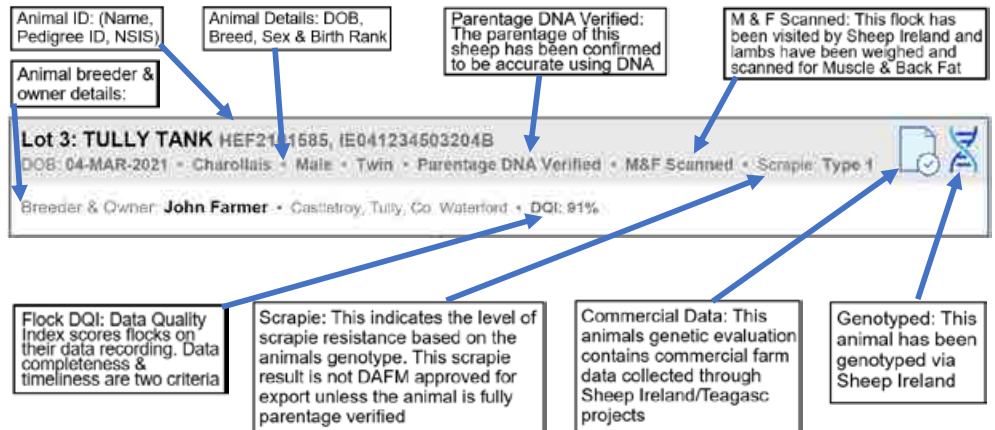 Animal ID: (Name,
Pedigree ID, NSIS)
Animal Details: DOB,
Breed, Sex & Birth Rank
Parentage DNA Verified:
The parentage of this
sheep has been confirmed
to be accurate using DNA
M & F Scanned: This flock has
been visited by Sheep Ireland and
lambs have been weighed and
scanned for Muscle & Back Fat
Animal breeder &
owner details:
Lot 3: TULLY TANK IE041234503204B
DOB: 04-MAR-2021 • Charollais • Male • Twin • Parentage DNA Verified • M&F Scanned • Scrapie: Type 1
Breeder & Owner: John Farmer • Castletroy, Tully, Co. Waterford • DQI: 91%
Flock DQI: Data Quality
Index scores flocks on
their data recording. Data
completeness &
timeliness are two criteria
Scrapie: This indicates the level of
scrapie resistance based on the
animals genotype. This scrapie
result is not DAFM approved for
export unless the animal is fully
parentage verified
Commercial Data: This
animals genetic evaluation
contains commercial farm
data collected through
Sheep Ireland/Teagasc
projects
Genotyped: This
animal has been
genotyped via
Sheep Ireland